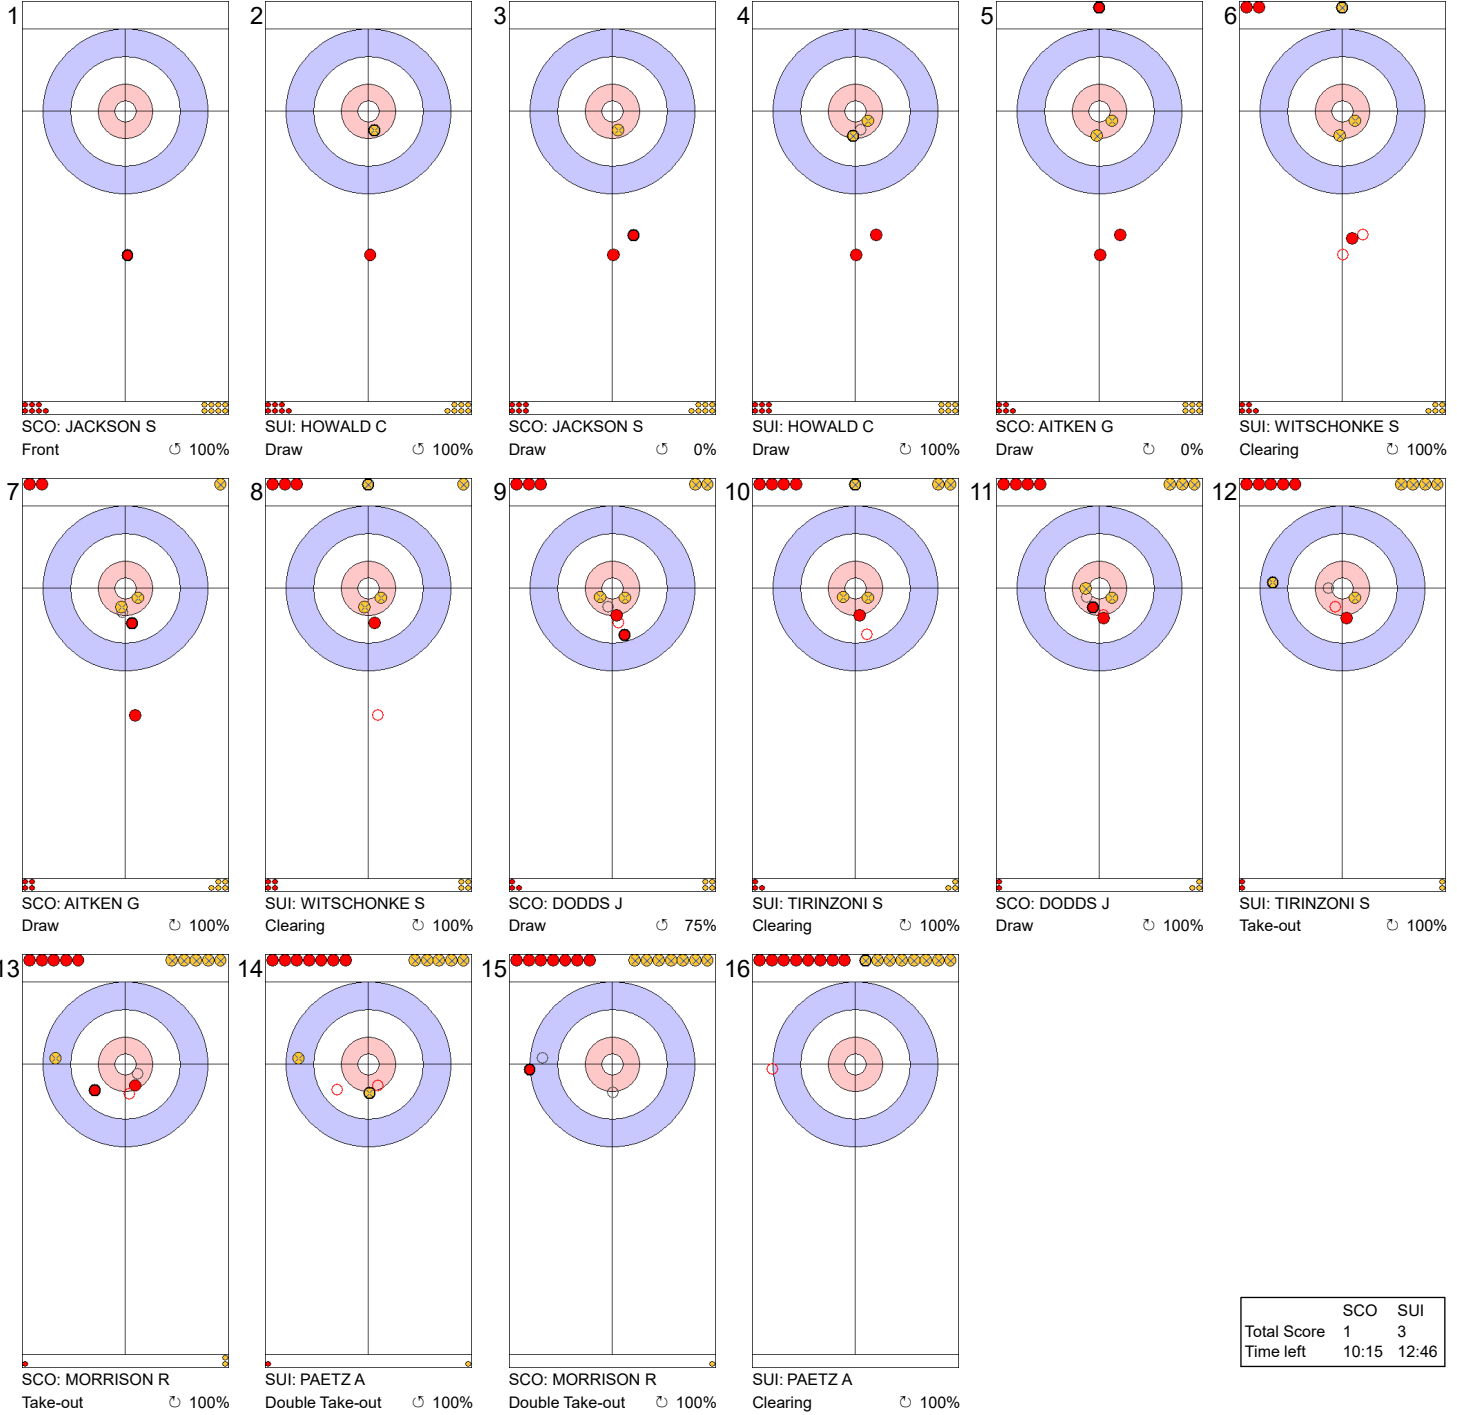 1
SCO: JACKSON S
Front ↺ 100%
2
SUI: HOWALD C
Draw ↺ 100%
3
SCO: JACKSON S
Draw ↺ 0%
4
SUI: HOWALD C
Draw ↻ 100%
5
SCO: AITKEN G
Draw ↻ 0%
6
SUI: WITSCHONKE S
Clearing ↻ 100%
7
SCO: AITKEN G
Draw ↻ 100%
8
SUI: WITSCHONKE S
Clearing ↻ 100%
9
SCO: DODDS J
Draw ↺ 75%
10
SUI: TIRINZONI S
Clearing ↻ 100%
11
SCO: DODDS J
Draw ↻ 100%
12
SUI: TIRINZONI S
Take-out ↻ 100%
13
SCO: MORRISON R
Take-out ↻ 100%
14
SUI: PAETZ A
Double Take-out ↻ 100%
15
SCO: MORRISON R
Double Take-out ↻ 100%
16
SUI: PAETZ A
Clearing ↻ 100%
SCO SUI
Total Score 1 3
Time left 10:15 12:46